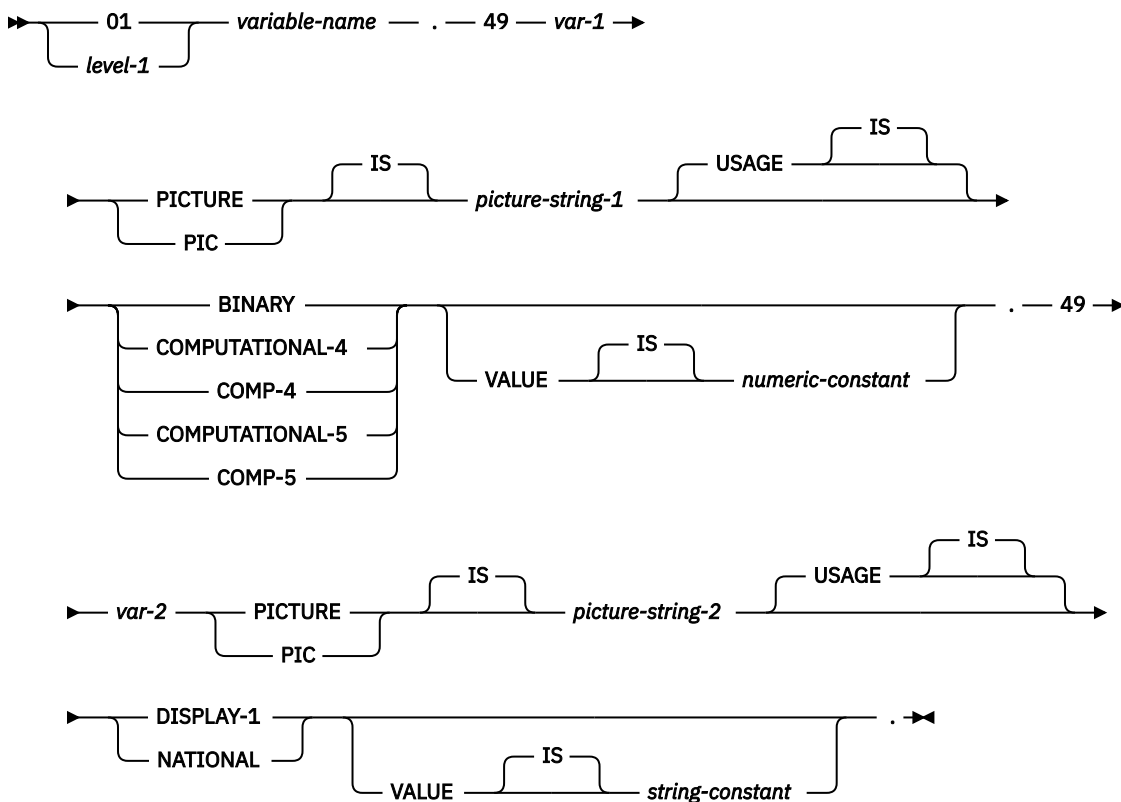 01 variable-name . 49 var-1
level-1
IS
IS USAGE
PICTURE picture-string-1
PIC
BINARY . 49
COMPUTATIONAL-4 IS
COMP-4 VALUE numeric-constant
COMPUTATIONAL-5
COMP-5
IS
IS USAGE
var-2 PICTURE picture-string-2
PIC
DISPLAY-1 .
NATIONAL IS
VALUE string-constant